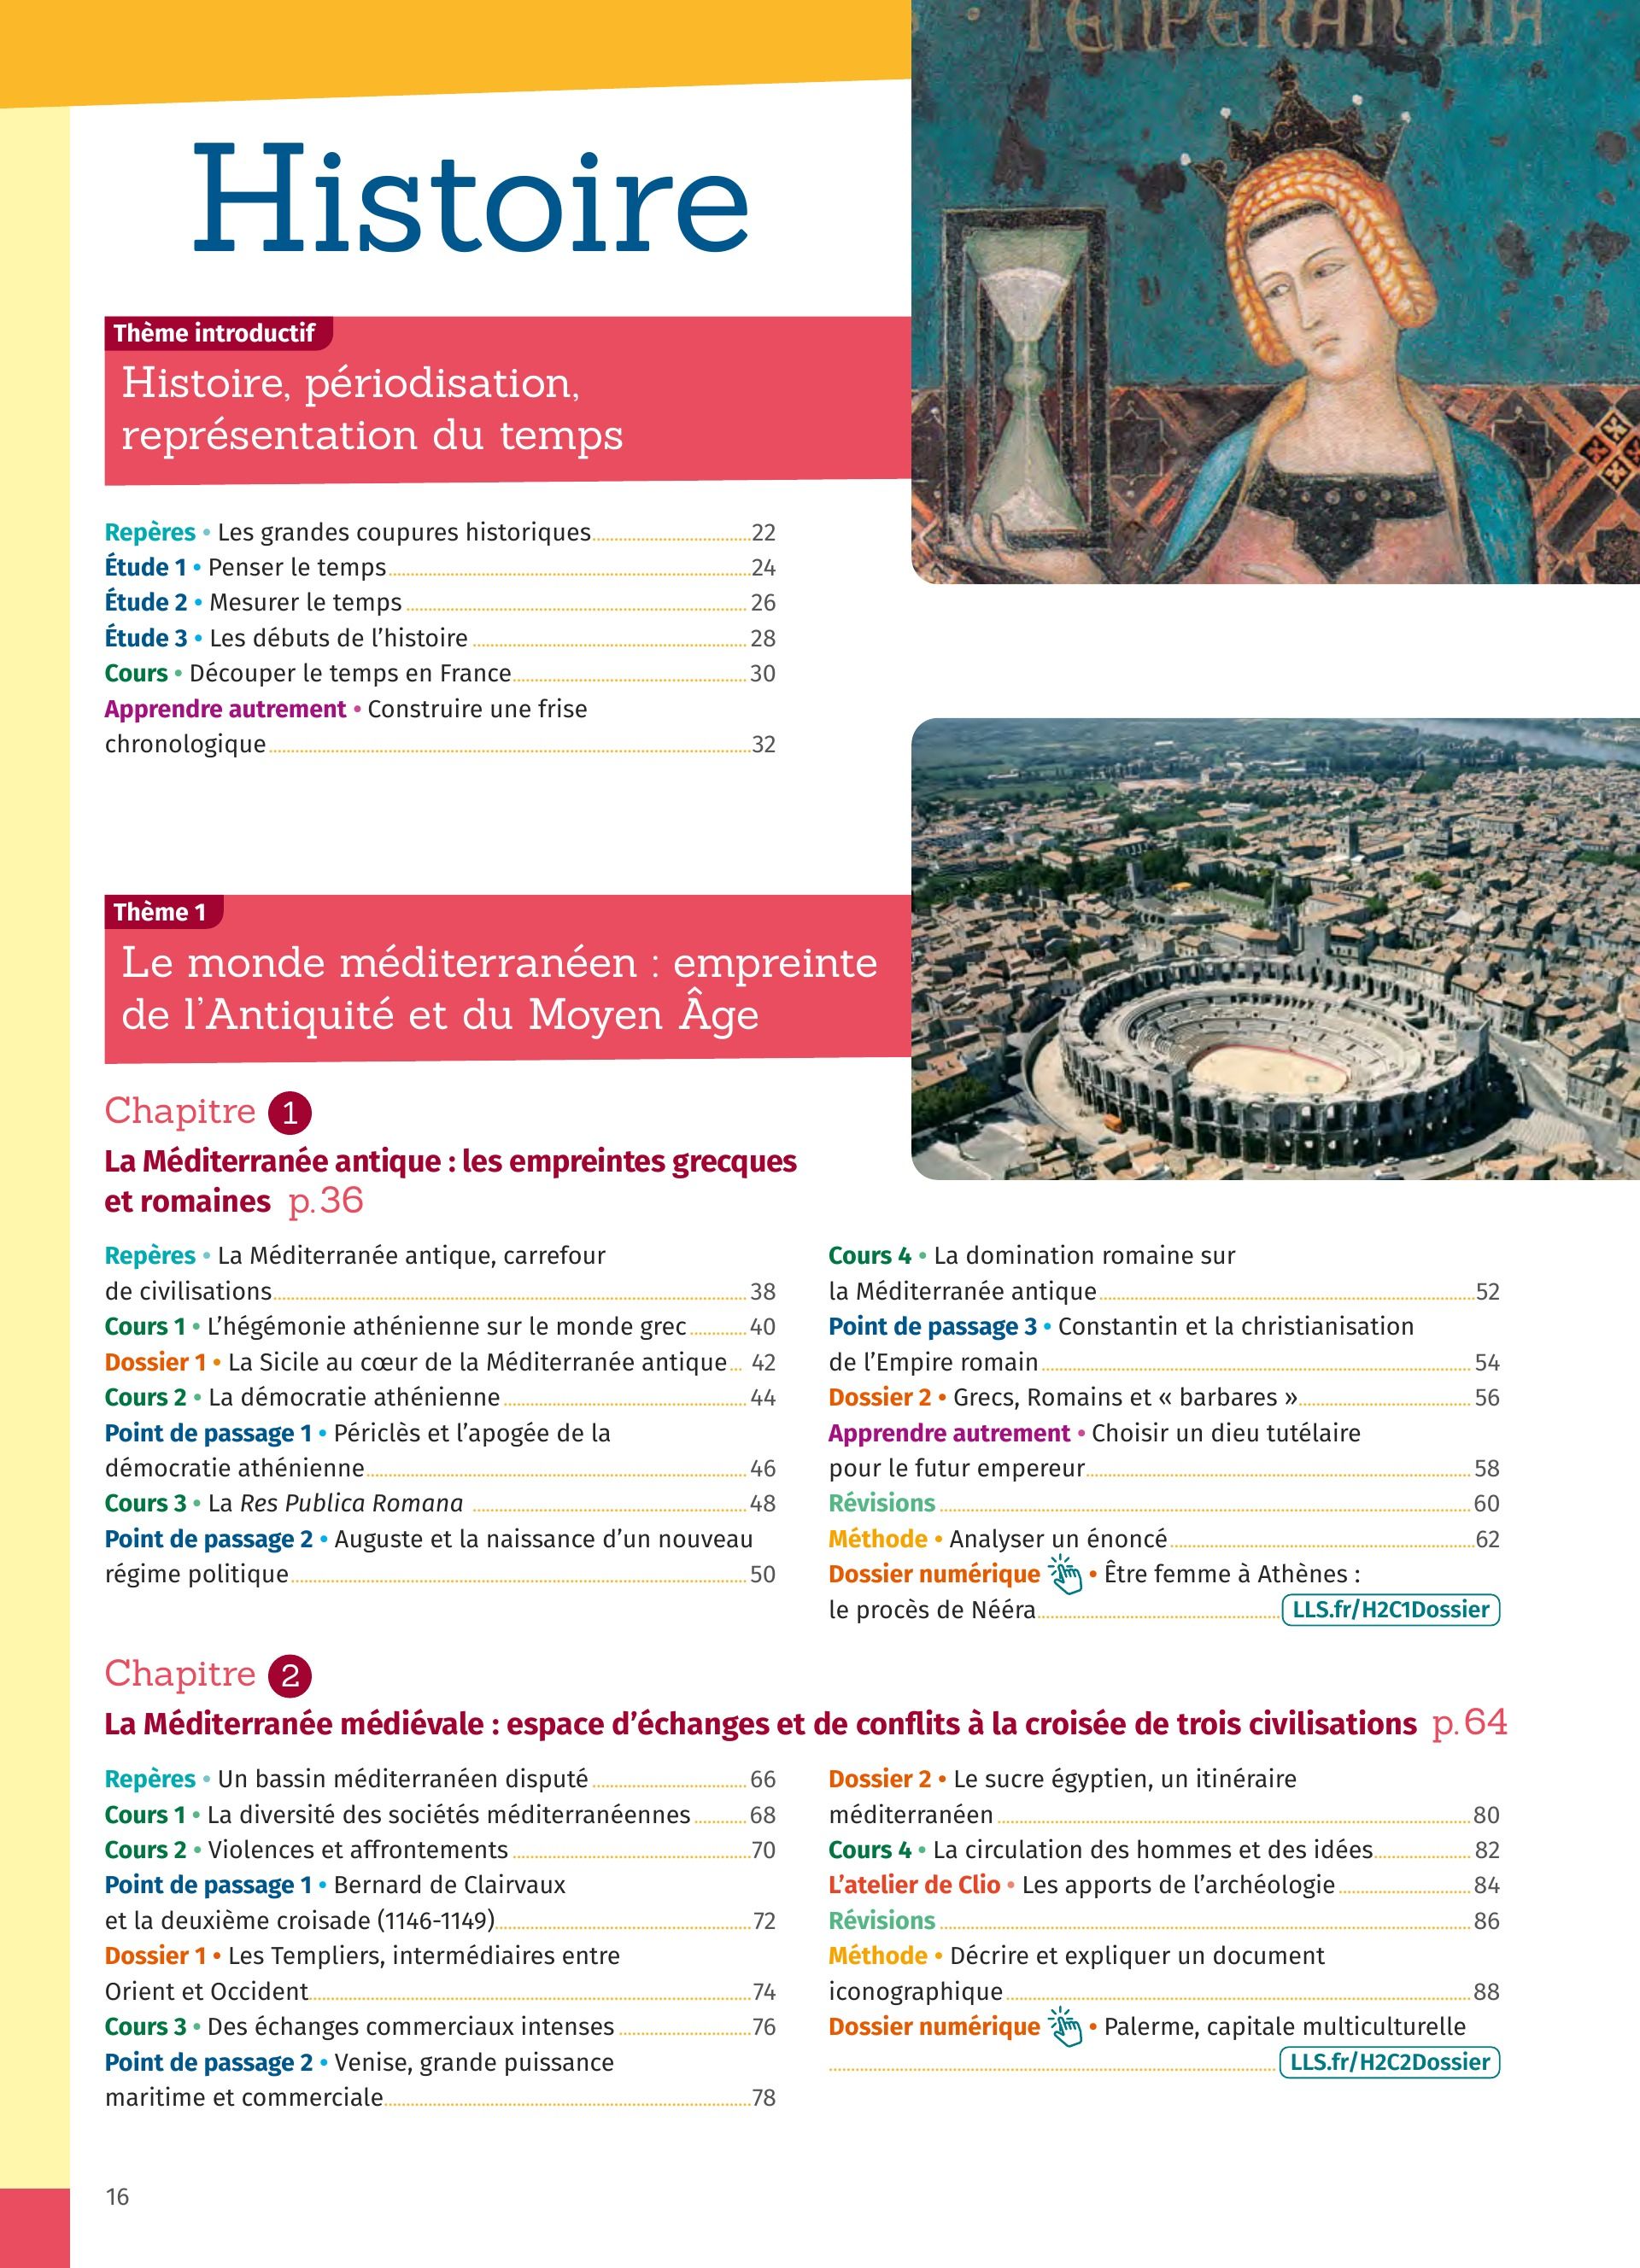 TEMPERANTIA
Histoire
Thème introductif
Histoire, périodisation,
représentation du temps
Repères • Les grandes coupures historiques 22
Étude 1 • Penser le temps 24
Étude 2 • Mesurer le temps 26
Étude 3 • Les débuts de l’histoire 28
Cours • Découper le temps en France 30
Apprendre autrement • Construire une frise
chronologique 32
Thème 1
Le monde méditerranéen : empreinte
de l’Antiquité et du Moyen Âge
Chapitre 1
La Méditerranée antique : les empreintes grecques
et romaines p. 36
Repères • La Méditerranée antique, carrefour
de civilisations 38
Cours 1 • L’hégémonie athénienne sur le monde grec 40
Dossier 1 • La Sicile au cœur de la Méditerranée antique 42
Cours 2 • La démocratie athénienne 44
Point de passage 1 • Périclès et l’apogée de la
démocratie athénienne 46
Cours 3 • La Res Publica Romana 48
Point de passage 2 • Auguste et la naissance d’un nouveau
régime politique 50
Cours 4 • La domination romaine sur
la Méditerranée antique 52
Point de passage 3 • Constantin et la christianisation
de l’Empire romain 54
Dossier 2 • Grecs, Romains et « barbares » 56
Apprendre autrement • Choisir un dieu tutélaire
pour le futur empereur 58
Révisions 60
Méthode • Analyser un énoncé 62
Dossier numérique • Être femme à Athènes :
le procès de Nééra LLS.fr/H2C1Dossier
Chapitre 2
La Méditerranée médiévale : espace d’échanges et de conflits à la croisée de trois civilisations p. 64
Repères • Un bassin méditerranéen disputé 66
Cours 1 • La diversité des sociétés méditerranéennes 68
Cours 2 • Violences et affrontements 70
Point de passage 1 • Bernard de Clairvaux
et la deuxième croisade (1146-1149) 72
Dossier 1 • Les Templiers, intermédiaires entre
Orient et Occident 74
Cours 3 • Des échanges commerciaux intenses 76
Point de passage 2 • Venise, grande puissance
maritime et commerciale 78
Dossier 2 • Le sucre égyptien, un itinéraire
méditerranéen 80
Cours 4 • La circulation des hommes et des idées 82
L’atelier de Clio • Les apports de l’archéologie 84
Révisions 86
Méthode • Décrire et expliquer un document
iconographique 88
Dossier numérique • Palerme, capitale multiculturelle
LLS.fr/H2C2Dossier
16